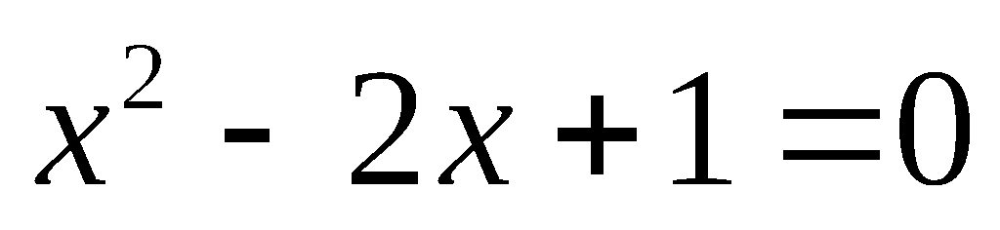 x² - 2x + 1 = 0